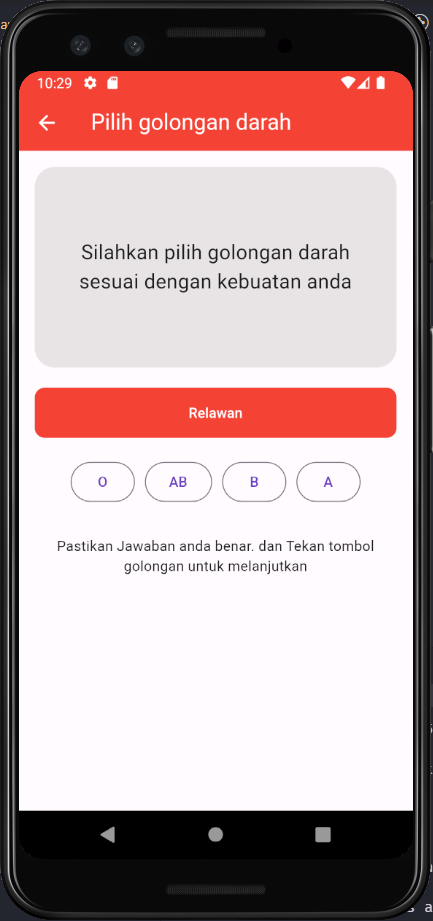 10:29
Pilih golongan darah
Silahkan pilih golongan darah
sesuai dengan kebuatan anda
Relawan
O AB B A
Pastikan Jawaban anda benar. dan Tekan tombol
golongan untuk melanjutkan